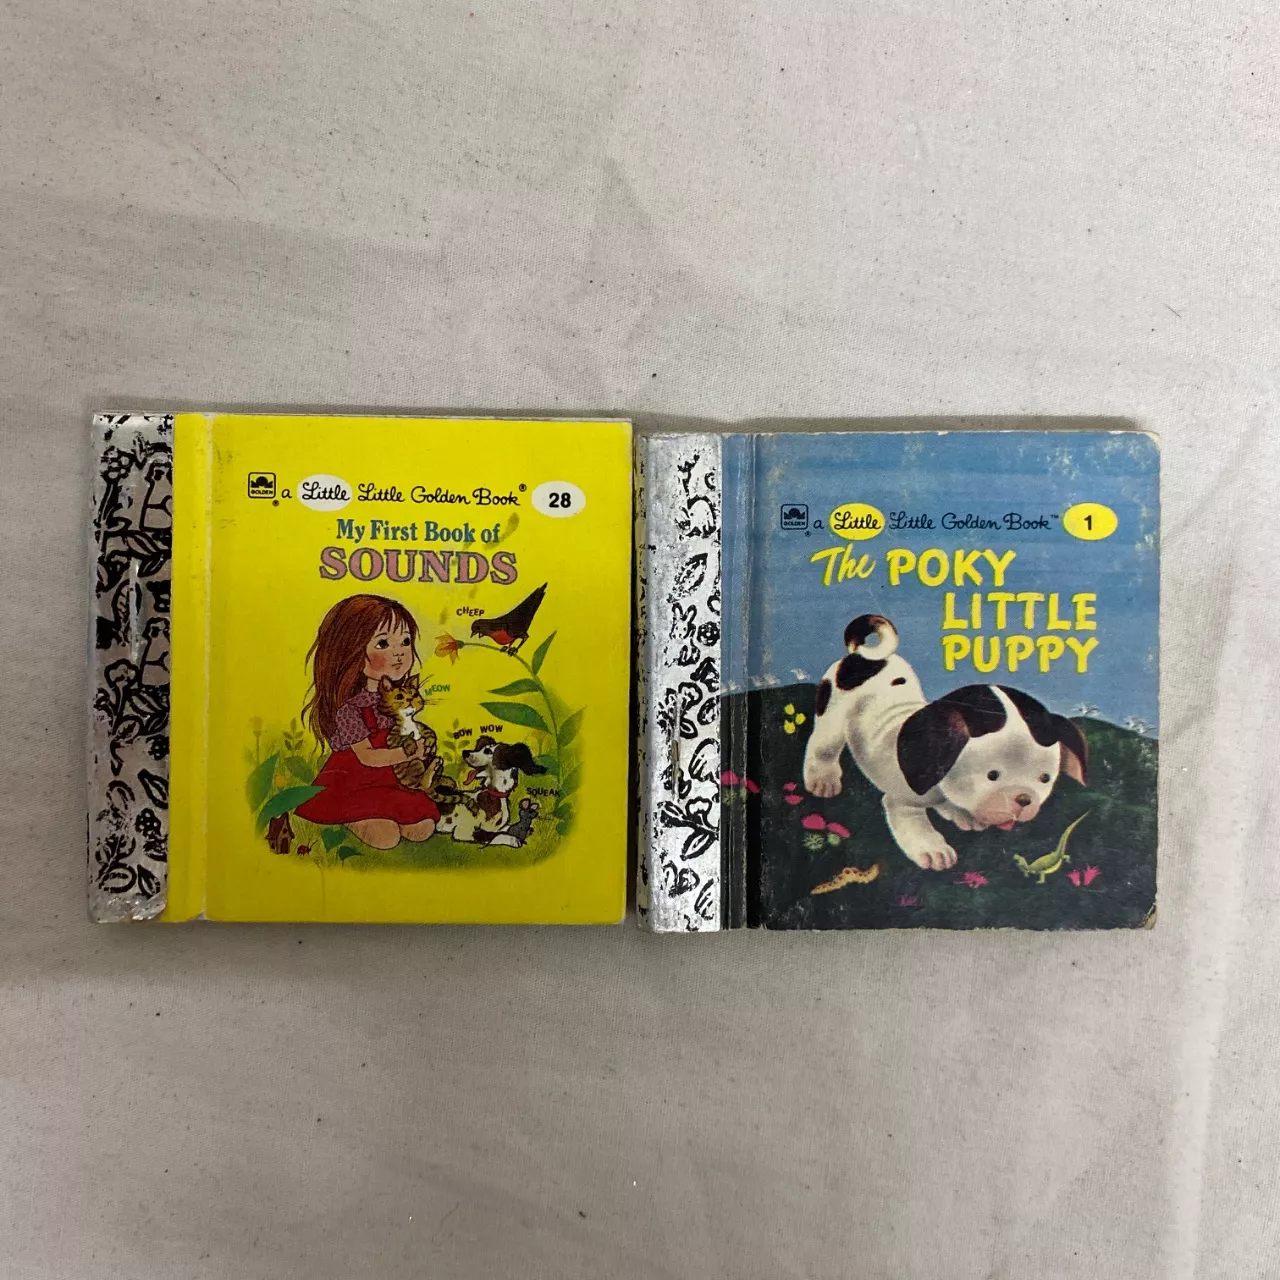 GOLDEN ® a Little Little Golden Book® 28
My First Book of
SOUNDS
CHEEP
MEOW
BOW WOW
SQUEAK
GOLDEN ® a Little Little Golden Book™ 1
The POKY
LITTLE
PUPPY